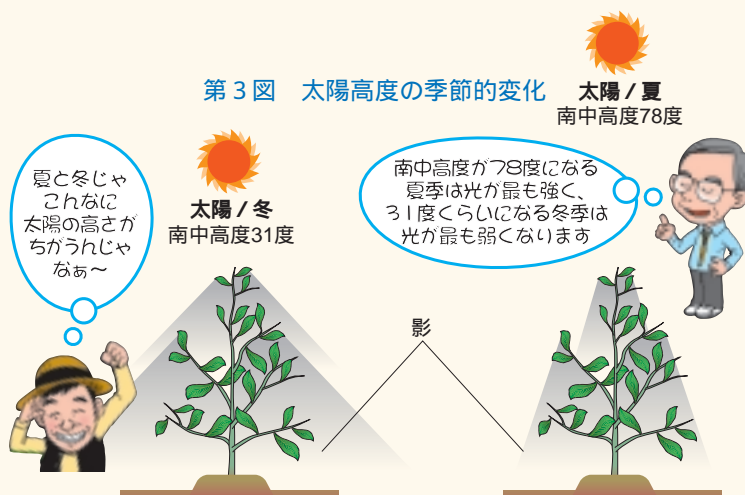 第3図　太陽高度の季節的変化
太陽 / 夏
南中高度78度
太陽 / 冬
南中高度31度
夏と冬じゃ
こんなに
太陽の高さが
ちがうんじゃ
なぁ～
南中高度が78度になる
夏季は光が最も強く、
31度くらいになる冬季は
光が最も弱くなります
影